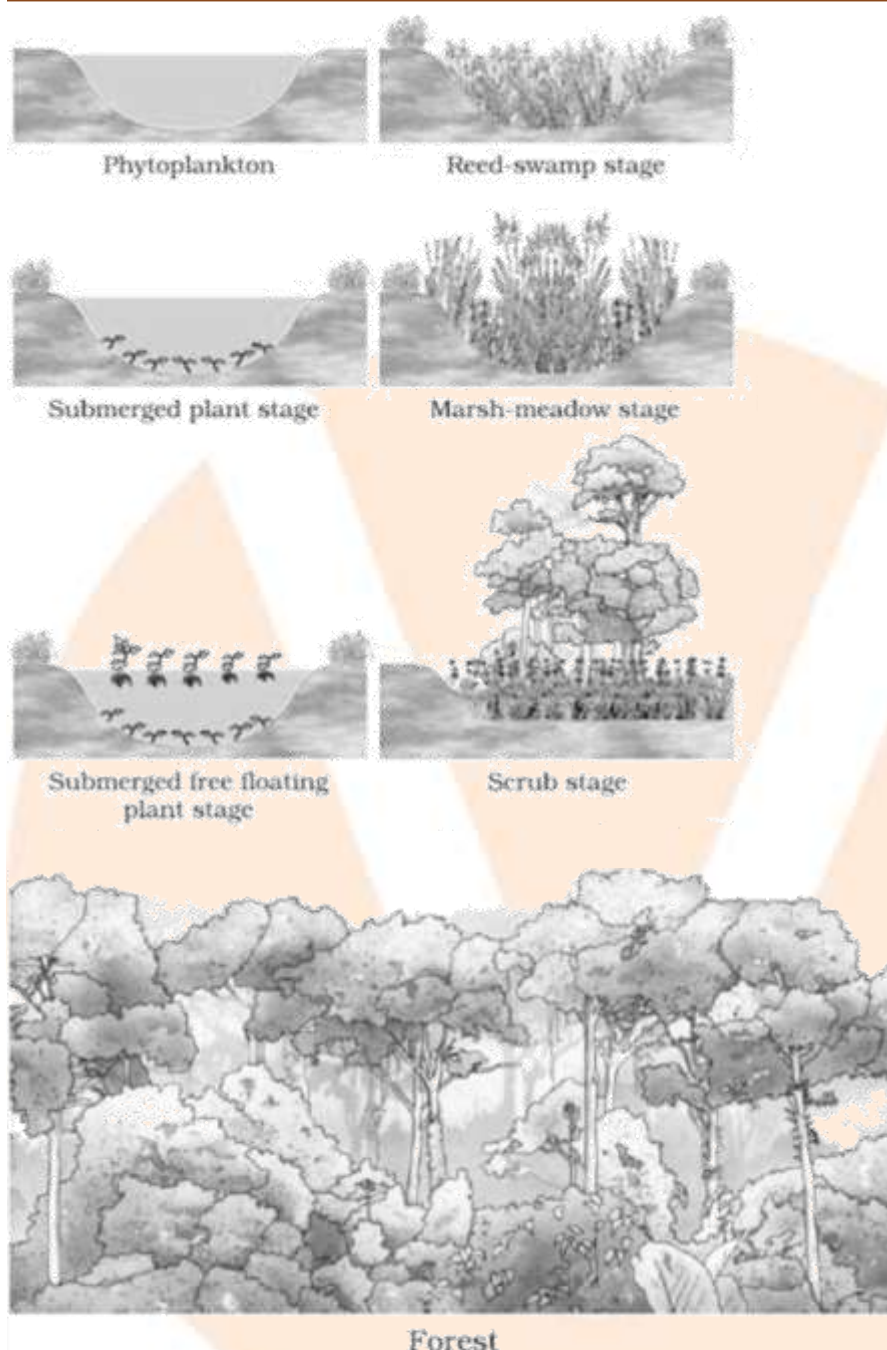 Phytoplankton
Reed-swamp stage
Submerged plant stage
Marsh-meadow stage
Submerged free floating
plant stage
Scrub stage
Forest